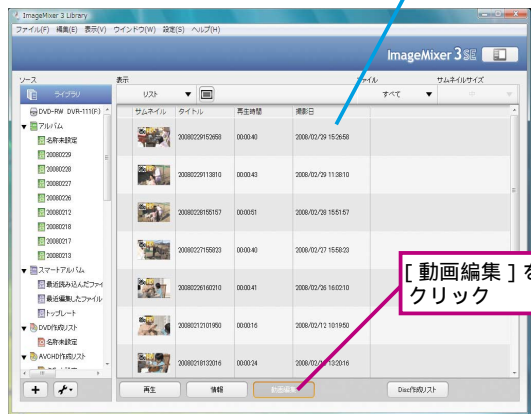 ImageMixer 3 Library
ファイル(F) 編集(E) 表示(V) ウインドウ(W) 設定(S) ヘルプ(H)
ImageMixer 3 SE
ソース 表示 ファイル サムネイルサイズ
ライブラリ リスト すべて
サムネイル タイトル 再生時間 撮影日
DVD-RW DVR-111(F)
アルバム
名称未設定
20080229
20080228
20080227
20080226
20080212
20080218
20080217
20080213
スマートアルバム
最近読み込んだファイ
最近編集したファイル
トップレート
DVD作成リスト
名称未設定
AVCHD作成リスト
20080229152658 00:00:40 2008/02/29 15:26:58
20080229113810 00:00:43 2008/02/29 11:38:10
20080228155157 00:00:51 2008/02/28 15:51:57
20080227155823 00:00:40 2008/02/27 15:58:23
20080226160210 00:00:41 2008/02/26 16:02:10
20080212101950 00:00:16 2008/02/12 10:19:50
20080218132016 00:00:24
[動画編集]を
クリック
再生 情報 動画編集 Disc作成リスト